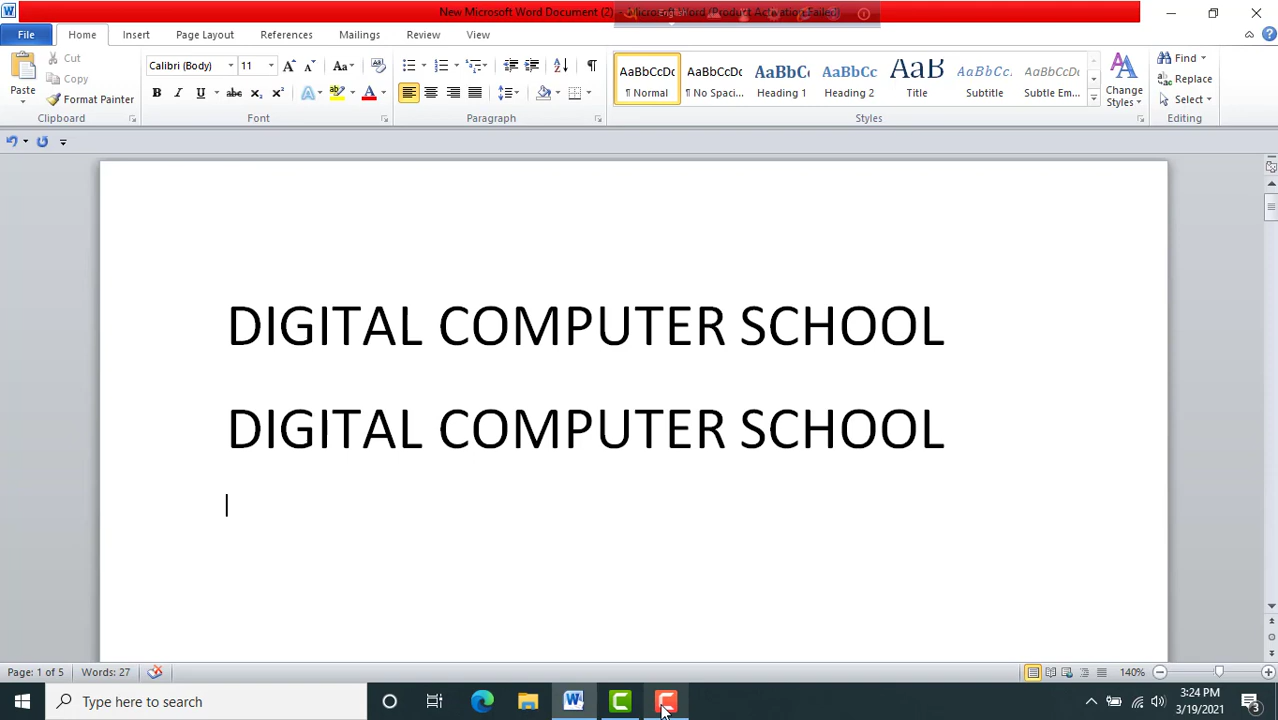 New Microsoft Word Document (2) - Microsoft Word (Product Activation Failed)
English
File Home Insert Page Layout References Mailings Review View
Cut
Copy
Format Painter
Paste
Clipboard
Calibri (Body) 11
Font
Paragraph
AaBbCcDc AaBbCcDc AaBbC AaBbCc AaB AaBbCc. AaBbCcDc
¶ Normal ¶ No Spaci... Heading 1 Heading 2 Title Subtitle Subtle Em...
Styles
Change Styles
Find
Replace
Select
Editing
DIGITAL COMPUTER SCHOOL
DIGITAL COMPUTER SCHOOL
Page: 1 of 5 Words: 27 140%
Type here to search
3:24 PM
3/19/2021
3